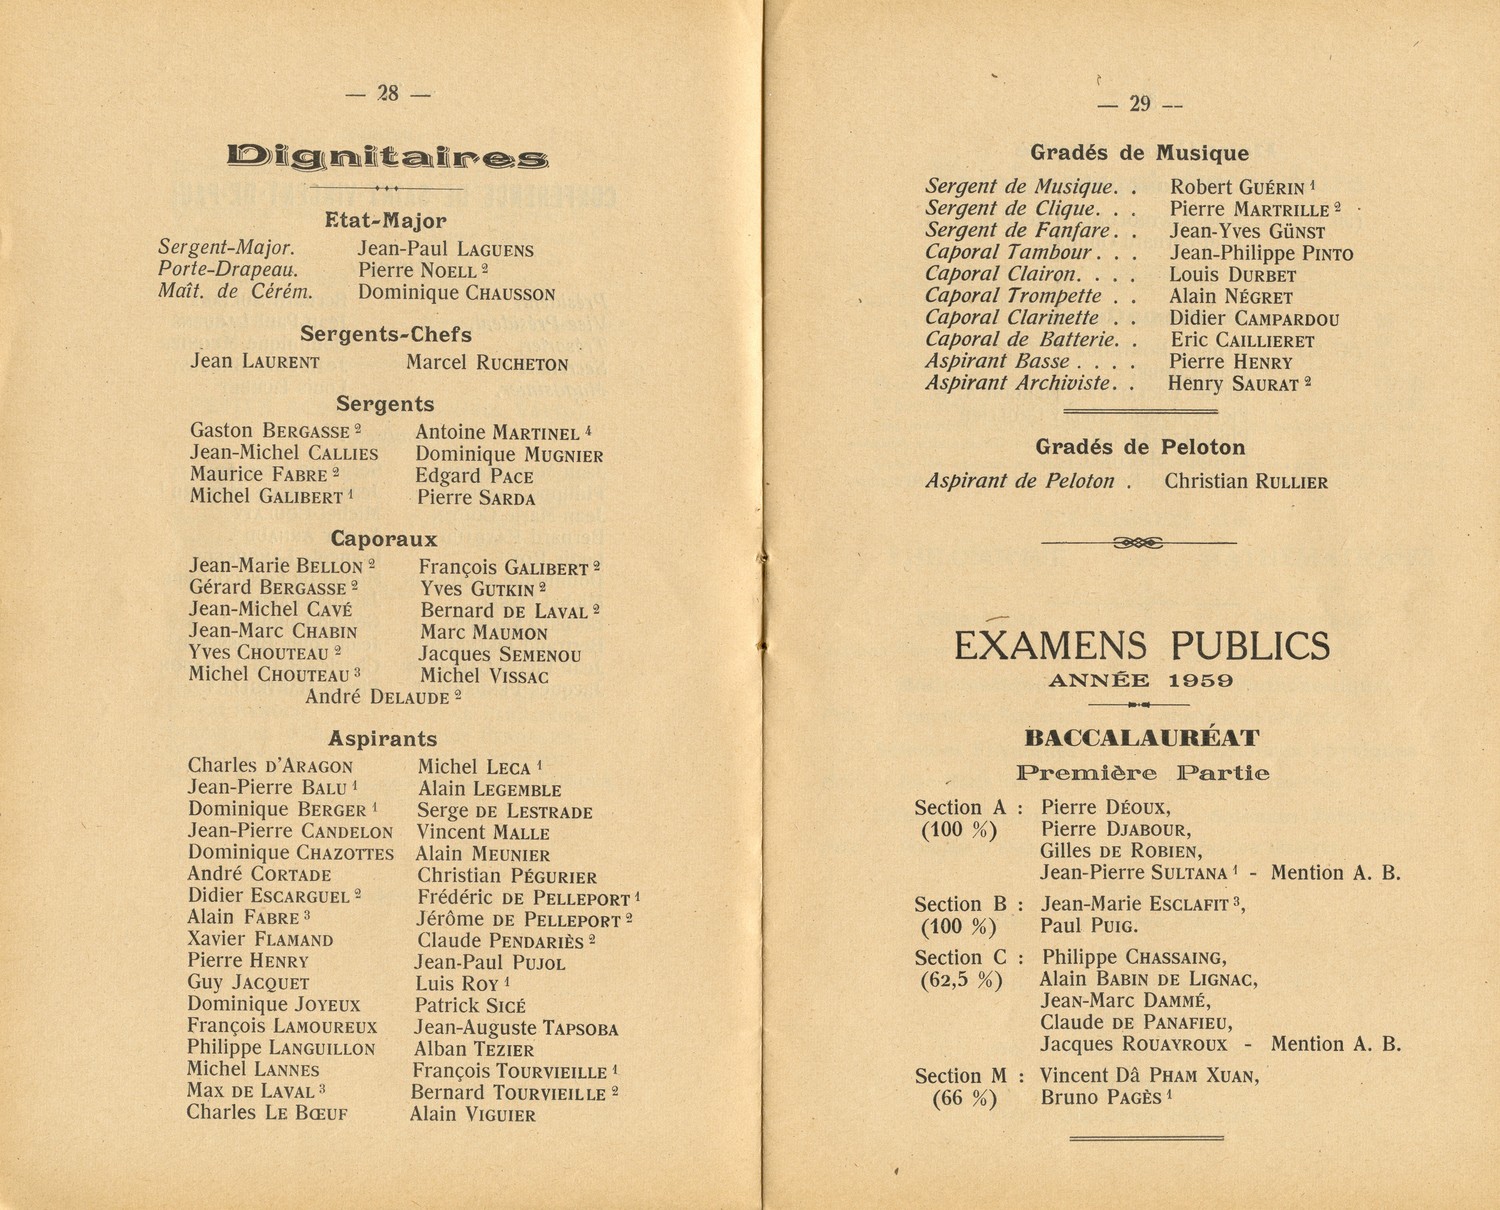 — 28 —
Dignitaires
Etat-Major
Sergent-Major. Jean-Paul LAGUENS
Porte-Drapeau. Pierre NOELL ²
Maît. de Cérém. Dominique CHAUSSON
Sergents-Chefs
Jean LAURENT Marcel RUCHETON
Sergents
Gaston BERGASSE ² Antoine MARTINEL ⁴
Jean-Michel CALLIES Dominique MUGNIER
Maurice FABRE ² Edgard PACE
Michel GALIBERT ¹ Pierre SARDA
Caporaux
Jean-Marie BELLON ² François GALIBERT ²
Gérard BERGASSE ² Yves GUTKIN ²
Jean-Michel CAVÉ Bernard DE LAVAL ²
Jean-Marc CHABIN Marc MAUMON
Yves CHOUTEAU ² Jacques SEMENOU
Michel CHOUTEAU ³ Michel VISSAC
André DELAUDE ²
Aspirants
Charles D'ARAGON Michel LECA ¹
Jean-Pierre BALU ¹ Alain LEGEMBLE
Dominique BERGER ¹ Serge DE LESTRADE
Jean-Pierre CANDELON Vincent MALLE
Dominique CHAZOTTES Alain MEUNIER
André CORTADE Christian PÉGURIER
Didier ESCARGUEL ² Frédéric DE PELLEPORT ¹
Alain FABRE ³ Jérôme DE PELLEPORT ²
Xavier FLAMAND Claude PENDARIÈS ²
Pierre HENRY Jean-Paul PUJOL
Guy JACQUET Luis ROY ¹
Dominique JOYEUX Patrick SICÉ
François LAMOUREUX Jean-Auguste TAPSOBA
Philippe LANGUILLON Alban TEZIER
Michel LANNES François TOURVIEILLE ¹
Max DE LAVAL ³ Bernard TOURVIEILLE ²
Charles LE BŒUF Alain VIGUIER
— 29 —
Gradés de Musique
Sergent de Musique. . Robert GUÉRIN ¹
Sergent de Clique. . . Pierre MARTRILLE ²
Sergent de Fanfare. . Jean-Yves GÜNST
Caporal Tambour . . . Jean-Philippe PINTO
Caporal Clairon. . . . Louis DURBET
Caporal Trompette . . Alain NÉGRET
Caporal Clarinette . . Didier CAMPARDOU
Caporal de Batterie. . Eric CAILLIERET
Aspirant Basse . . . . Pierre HENRY
Aspirant Archiviste. . Henry SAURAT ²
Gradés de Peloton
Aspirant de Peloton . Christian RULLIER
EXAMENS PUBLICS
ANNÉE 1959
BACCALAURÉAT
Première Partie
Section A : Pierre DÉOUX,
(100 %) Pierre DJABOUR,
Gilles DE ROBIEN,
Jean-Pierre SULTANA ¹ - Mention A. B.
Section B : Jean-Marie ESCLAFIT ³,
(100 %) Paul PUIG.
Section C : Philippe CHASSAING,
(62,5 %) Alain BABIN DE LIGNAC,
Jean-Marc DAMMÉ,
Claude DE PANAFIEU,
Jacques ROUAYROUX - Mention A. B.
Section M : Vincent Dâ PHAM XUAN,
(66 %) Bruno PAGÈS ¹